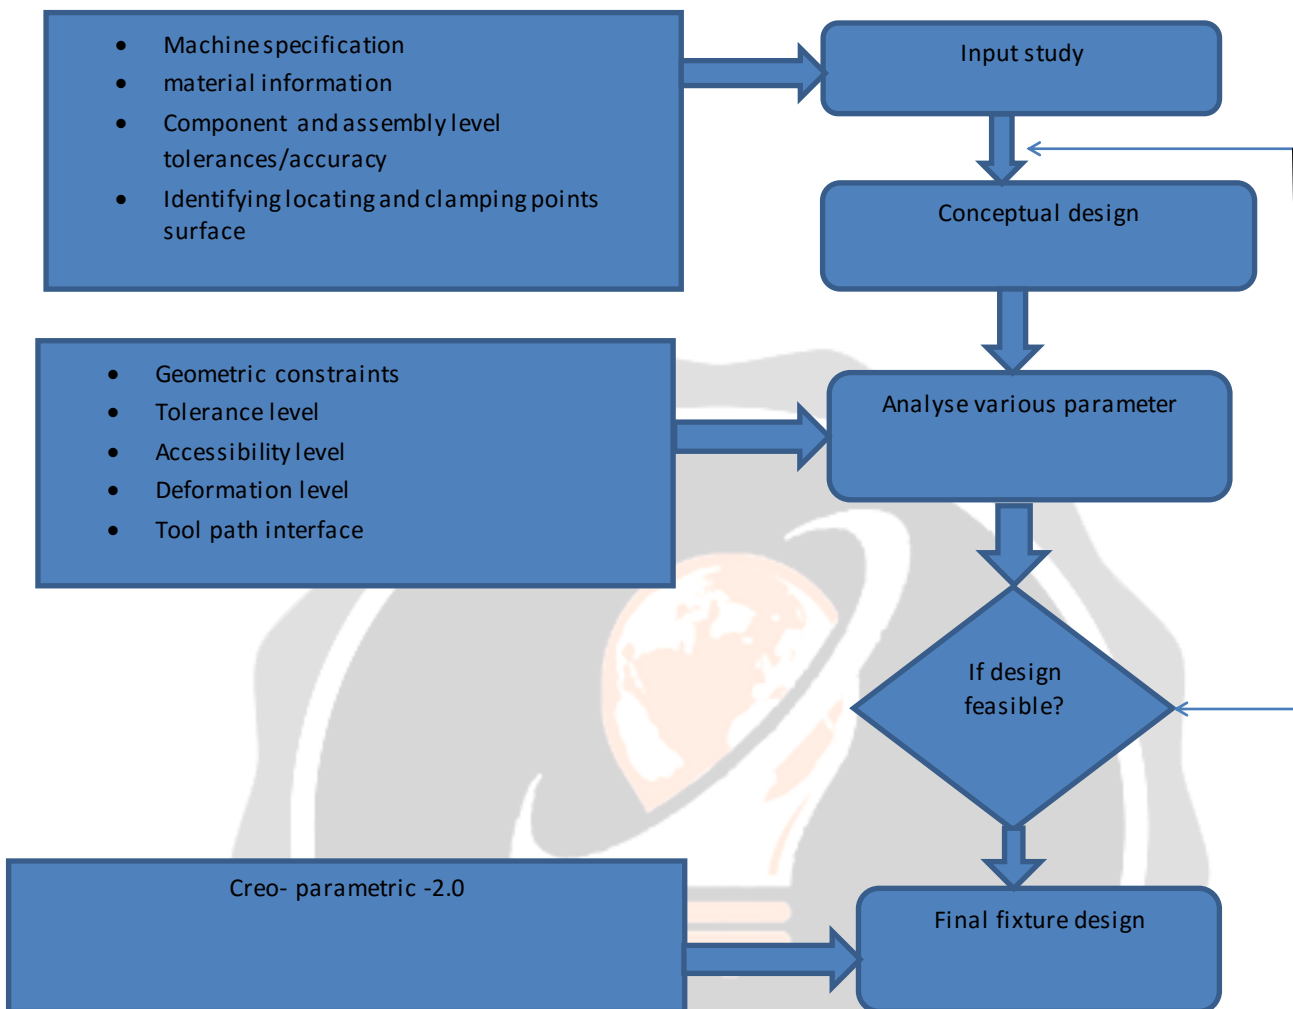 Machine specification
material information
Component and assembly level
tolerances/accuracy
Identifying locating and clamping points
surface
Input study
Conceptual design
Geometric constraints
Tolerance level
Accessibility level
Deformation level
Tool path interface
Analyse various parameter
If design
feasible?
Creo- parametric -2.0
Final fixture design